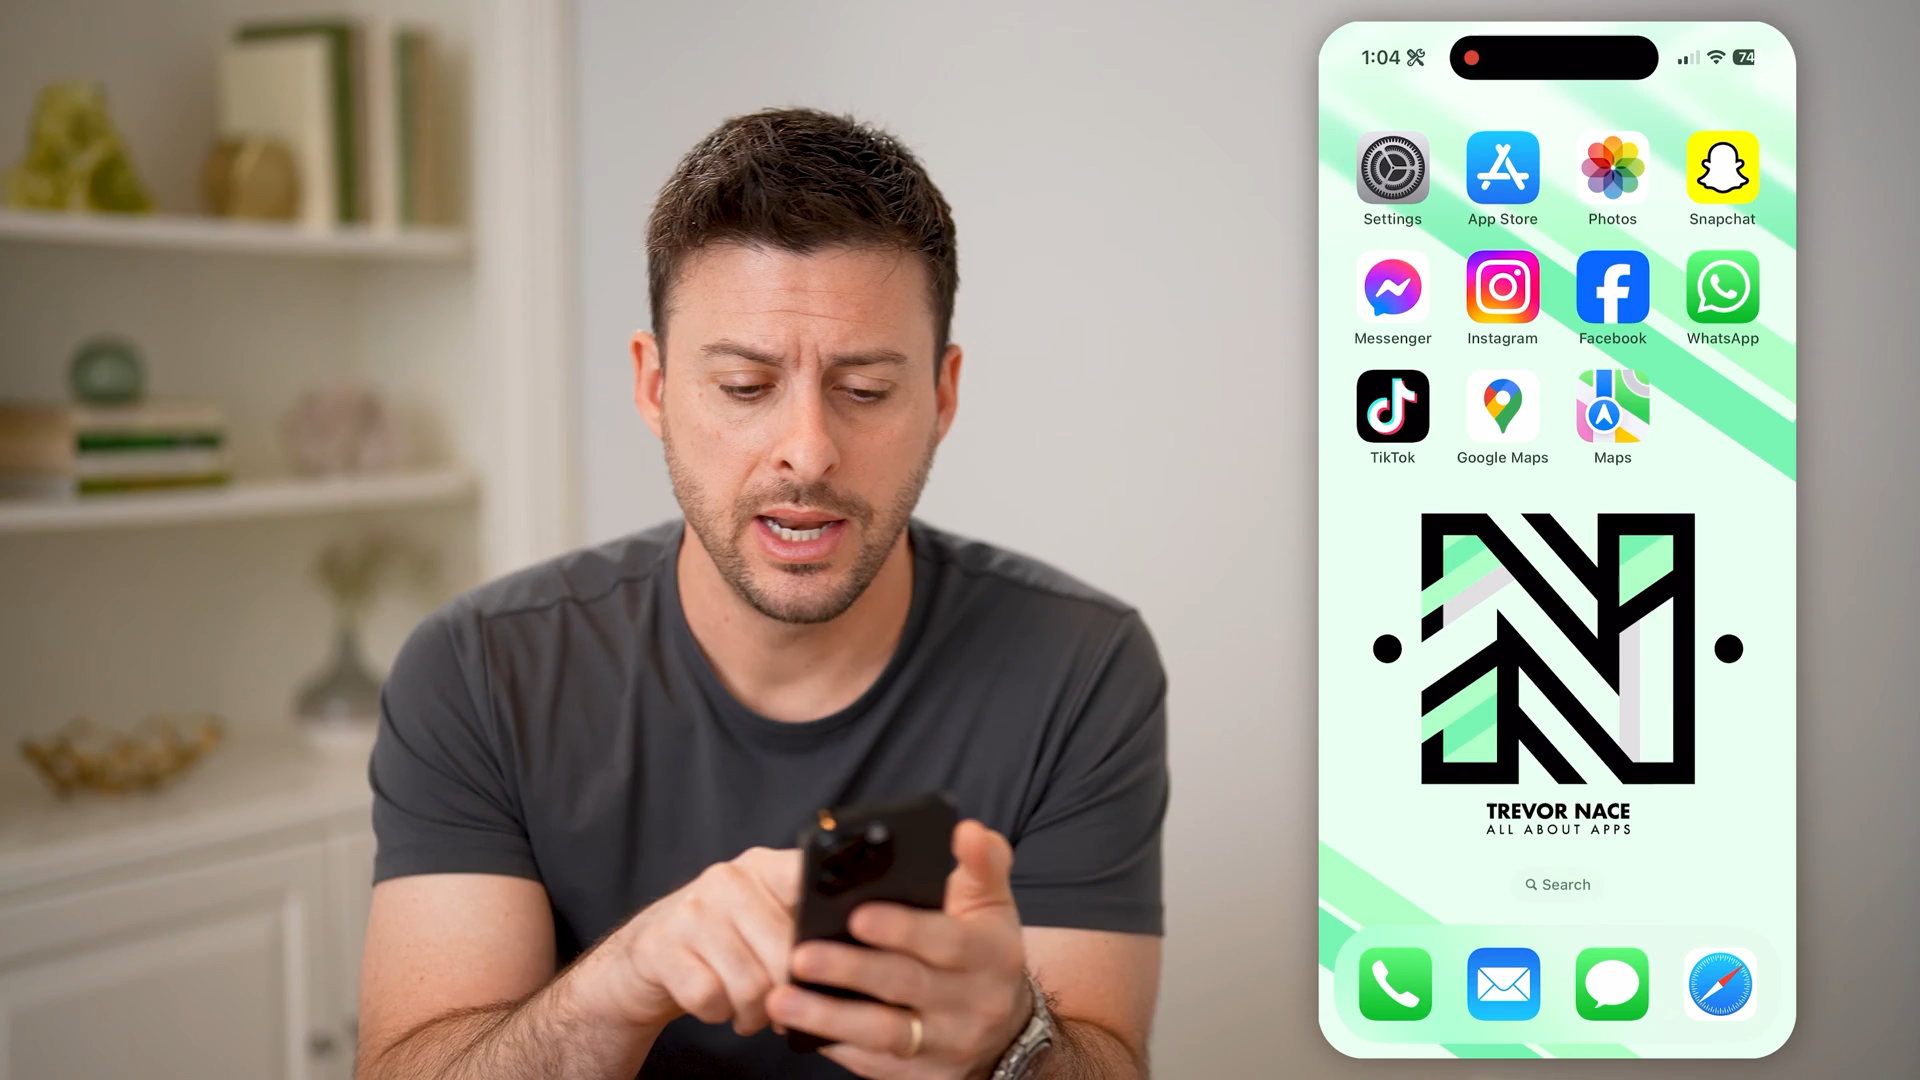 1:04
74
Settings
App Store
Photos
Snapchat
Messenger
Instagram
Facebook
WhatsApp
TikTok
Google Maps
Maps
TREVOR NACE
ALL ABOUT APPS
Search